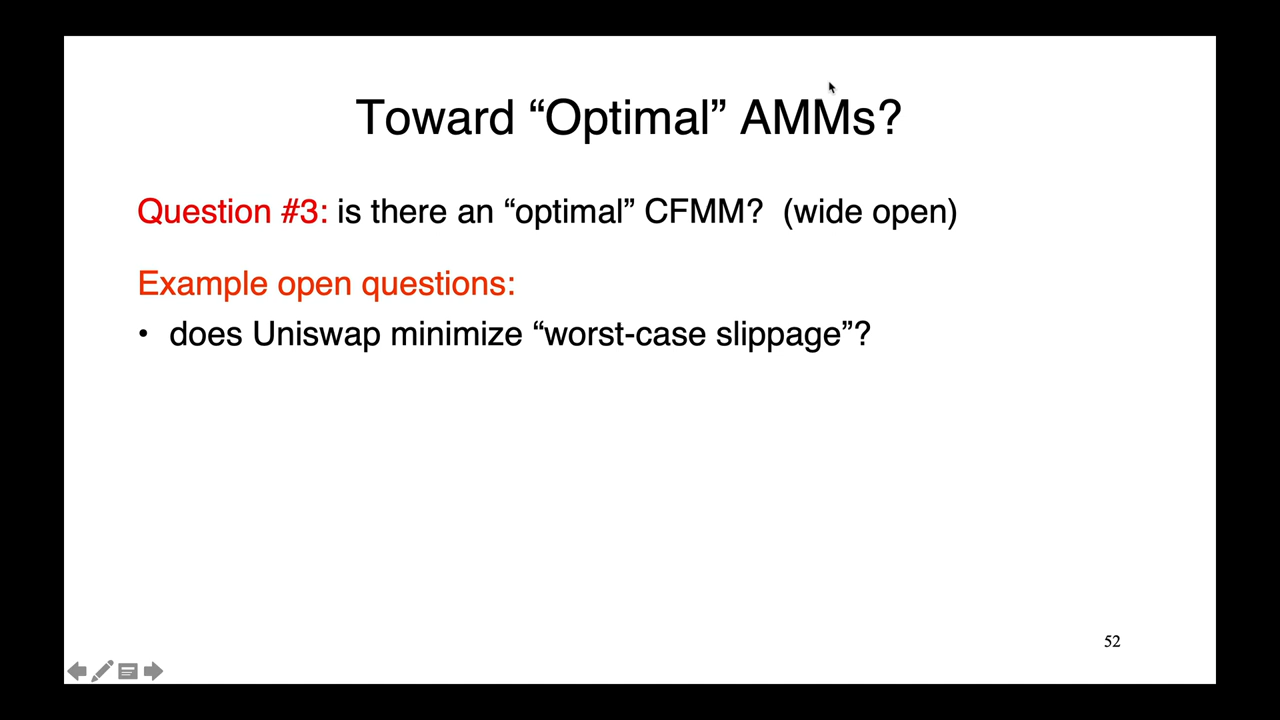 Toward “Optimal” AMMs?
Question #3: is there an “optimal” CFMM? (wide open)
Example open questions:
• does Uniswap minimize “worst-case slippage”?
52